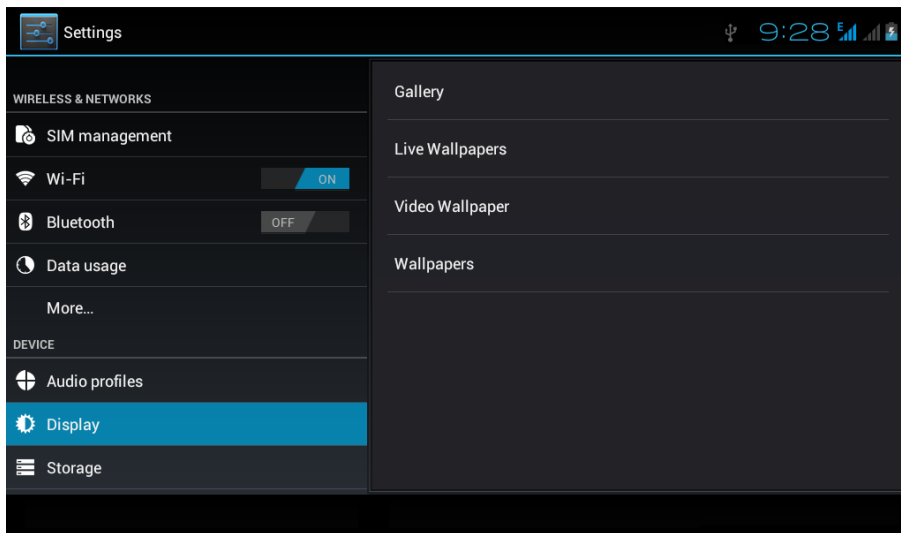 Settings
9:28
E
WIRELESS & NETWORKS
SIM management
Wi-Fi
ON
Bluetooth
OFF
Data usage
More...
DEVICE
Audio profiles
Display
Storage
Gallery
Live Wallpapers
Video Wallpaper
Wallpapers